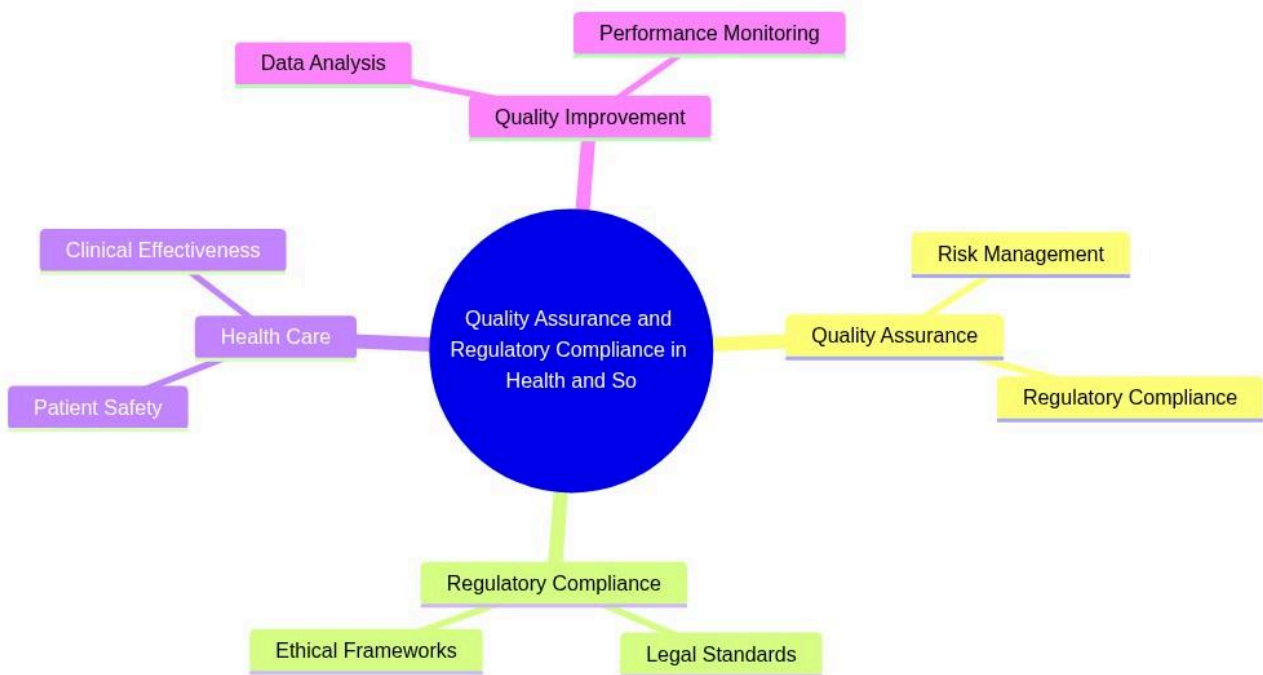 Performance Monitoring
Data Analysis
Quality Improvement
Clinical Effectiveness
Health Care
Patient Safety
Quality Assurance and
Regulatory Compliance in
Health and So
Risk Management
Quality Assurance
Regulatory Compliance
Regulatory Compliance
Ethical Frameworks
Legal Standards